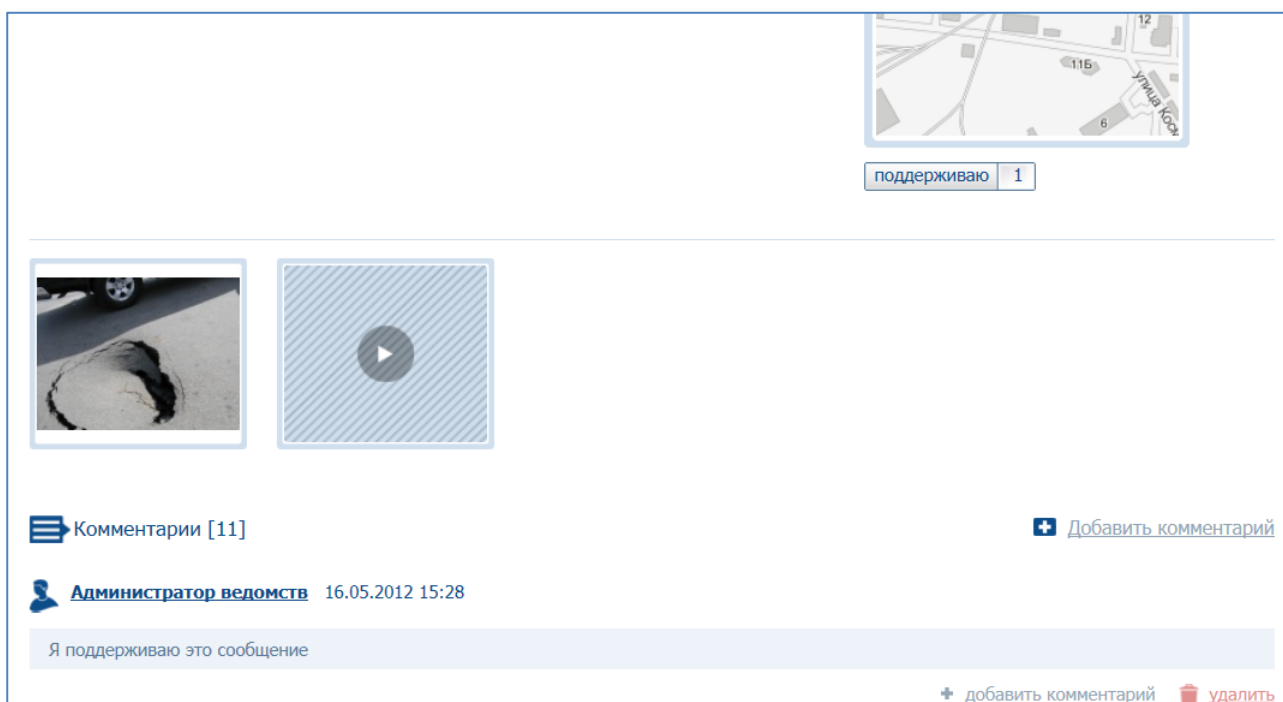 12
11Б
улица Косм
6
поддерживаю 1
Комментарии [11]
Добавить комментарий
Администратор ведомств 16.05.2012 15:28
Я поддерживаю это сообщение
добавить комментарий удалить